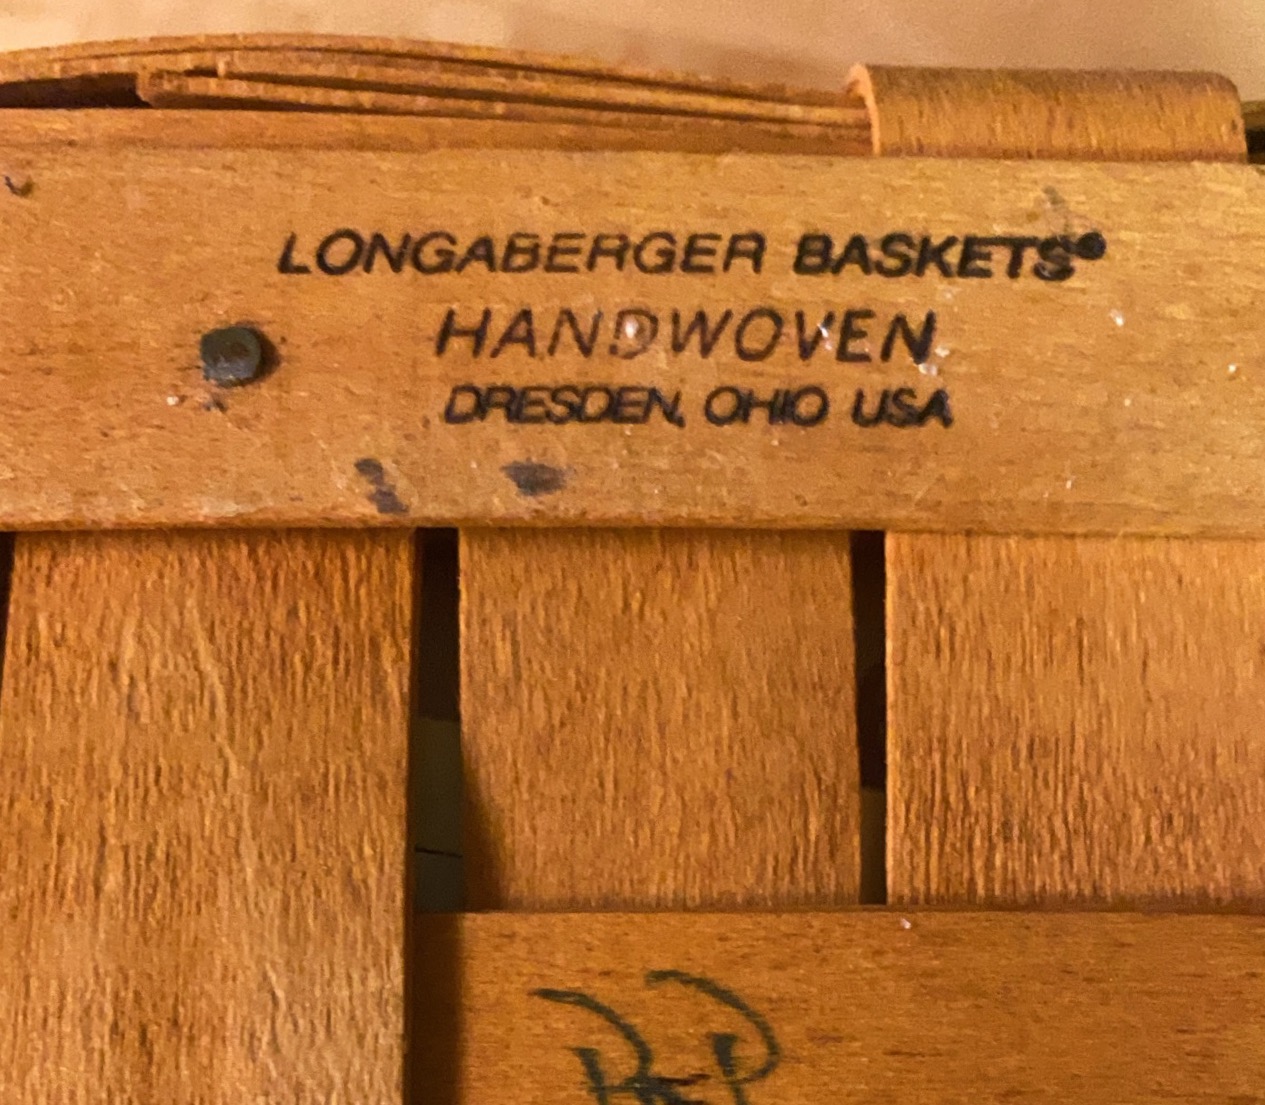 LONGABERGER BASKETS®
HANDWOVEN
DRESDEN, OHIO USA